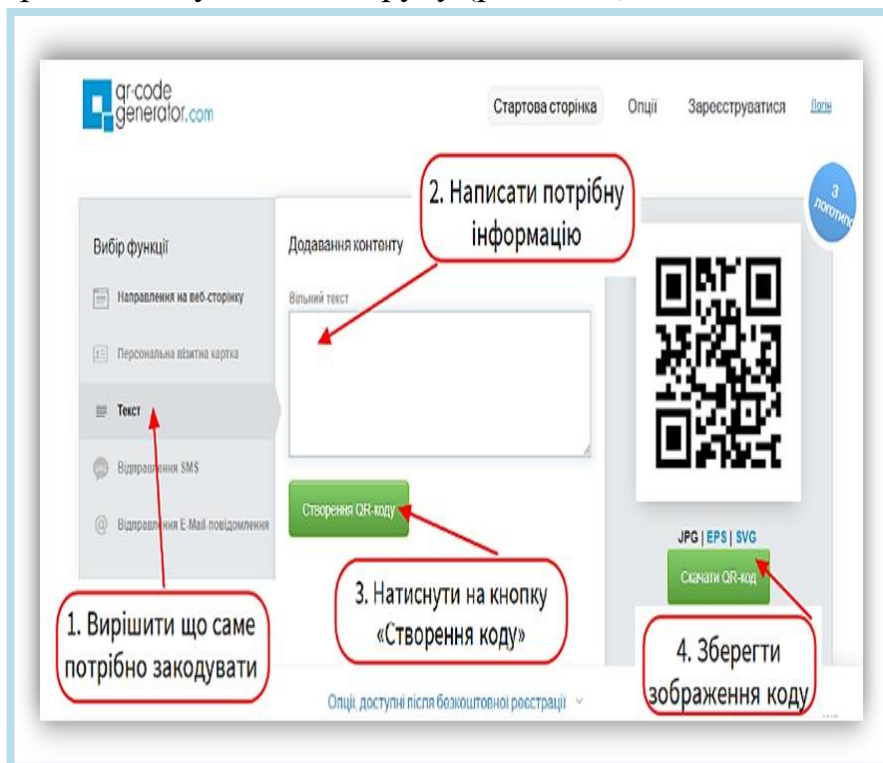 qr-code
generator.com
Стартова сторінка
Опції
Зареєструватися
Логін
З
логотипо
2. Написати потрібну
інформацію
Вибір функції
Направлення на веб-сторінку
Персональна візитна картка
Текст
Відправлення SMS
Відправлення E-Mail-повідомлення
Додавання контенту
Вільний текст
Створення QR-коду
JPG | EPS | SVG
Скачати QR-код
1. Вирішити що саме
потрібно закодувати
3. Натиснути на кнопку
«Створення коду»
4. Зберегти
зображення коду
Опції, доступні після безкоштовної реєстрації